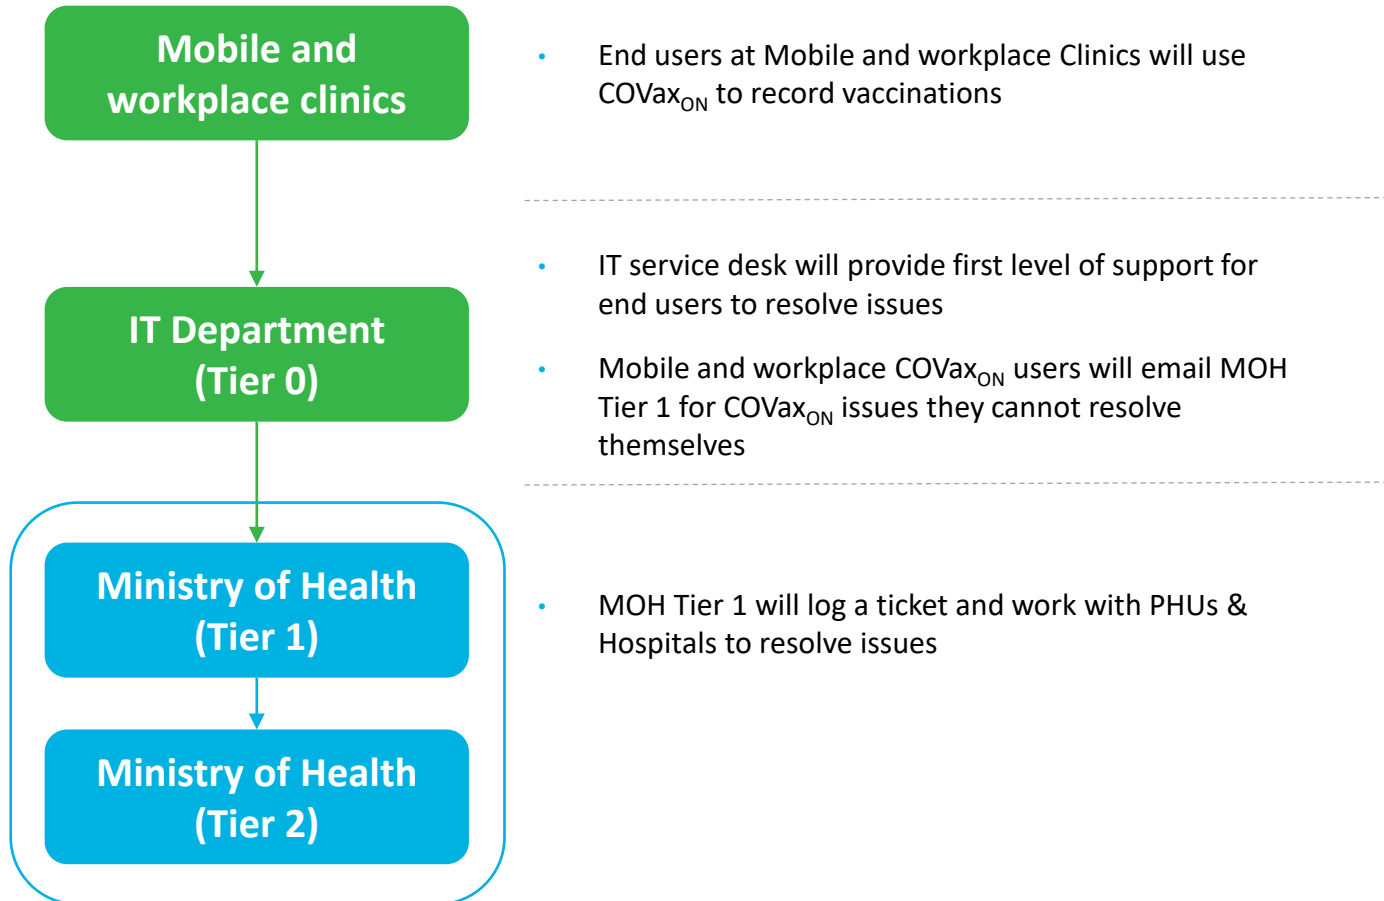 Mobile and
workplace clinics
• End users at Mobile and workplace Clinics will use
COVaxON to record vaccinations
IT Department
(Tier 0)
• IT service desk will provide first level of support for
end users to resolve issues
• Mobile and workplace COVaxON users will email MOH
Tier 1 for COVaxON issues they cannot resolve
themselves
Ministry of Health
(Tier 1)
• MOH Tier 1 will log a ticket and work with PHUs &
Hospitals to resolve issues
Ministry of Health
(Tier 2)